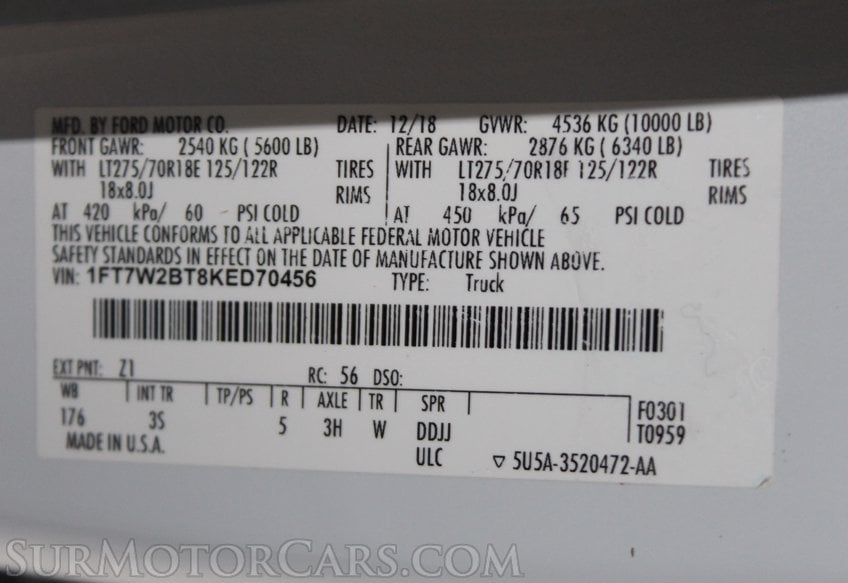 MFD. BY FORD MOTOR CO. DATE: 12/18 GVWR: 4536 KG (10000 LB)
FRONT GAWR: 2540 KG ( 5600 LB) REAR GAWR: 2876 KG ( 6340 LB)
WITH LT275/70R18E 125/122R TIRES WITH LT275/70R18E 125/122R TIRES
18x8.0J RIMS 18x8.0J RIMS
AT 420 kPa/ 60 PSI COLD AT 450 kPa/ 65 PSI COLD
THIS VEHICLE CONFORMS TO ALL APPLICABLE FEDERAL MOTOR VEHICLE
SAFETY STANDARDS IN EFFECT ON THE DATE OF MANUFACTURE SHOWN ABOVE.
VIN: 1FT7W2BT8KED70456 TYPE: Truck
EXT PNT: Z1 RC: 56 DSO:
WB INT TR TP/PS R AXLE TR SPR F0301
176 3S 5 3H W DDJJ T0959
MADE IN U.S.A. ULC 5U5A-3520472-AA
SurMotorCars.com